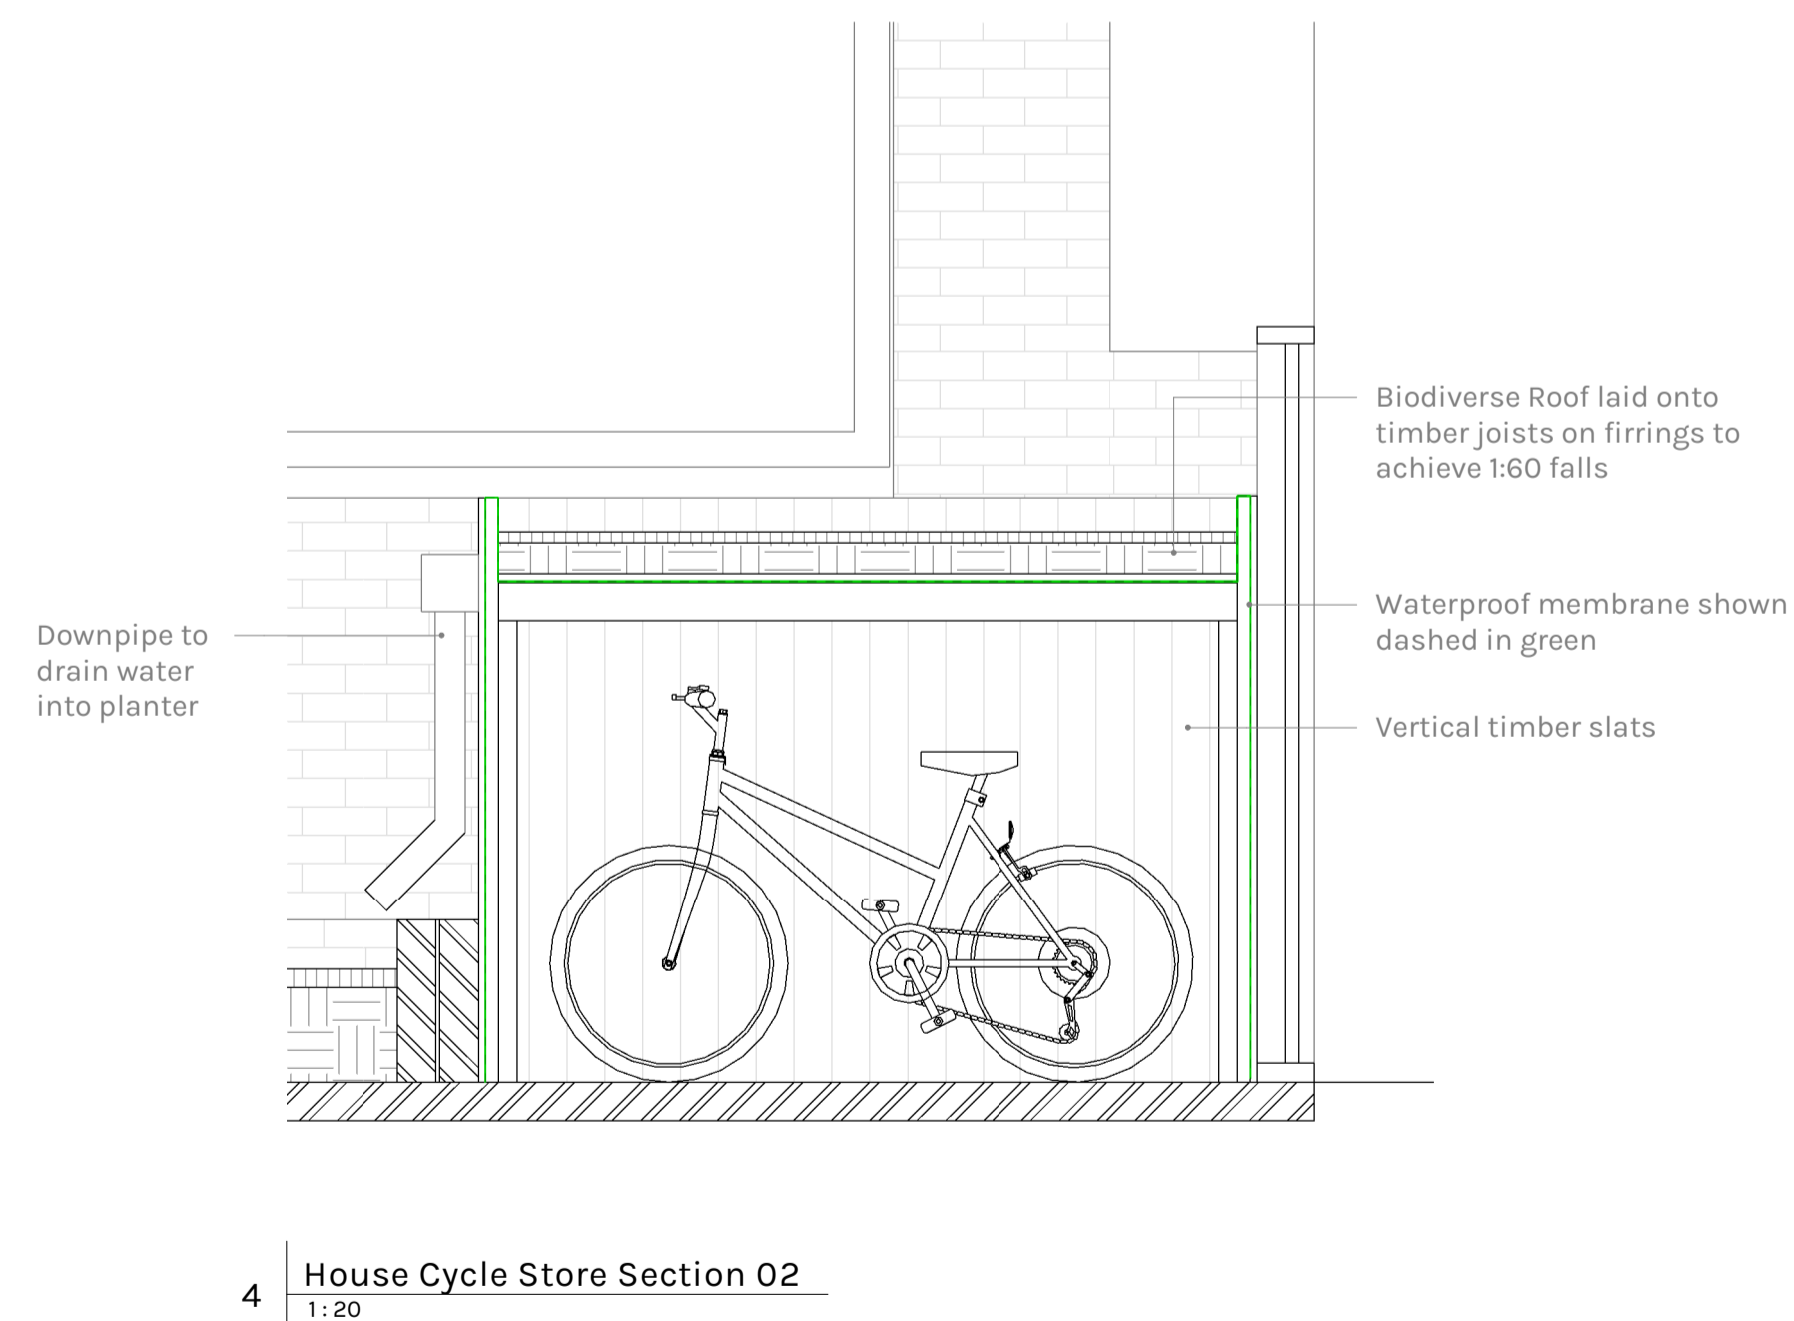 Biodiverse Roof laid onto
timber joists on firrings to
achieve 1:60 falls
Waterproof membrane shown
dashed in green
Downpipe to
drain water
into planter
Vertical timber slats
4
House Cycle Store Section 02
1 : 20